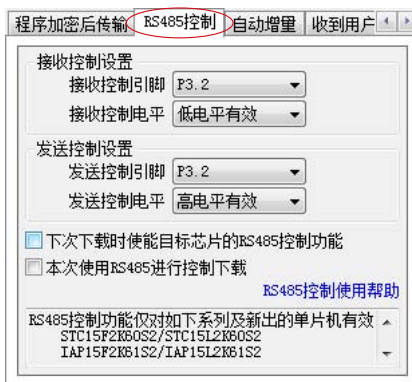 程序加密后传输 RS485控制 自动增量 收到用户
接收控制设置
接收控制引脚 P3.2
接收控制电平 低电平有效
发送控制设置
发送控制引脚 P3.2
发送控制电平 高电平有效
下次下载时使能目标芯片的RS485控制功能
本次使用RS485进行控制下载
RS485控制使用帮助
RS485控制功能仅对如下系列及新出的单片机有效
STC15F2K60S2/STC15L2K60S2
IAP15F2K61S2/IAP15L2K61S2